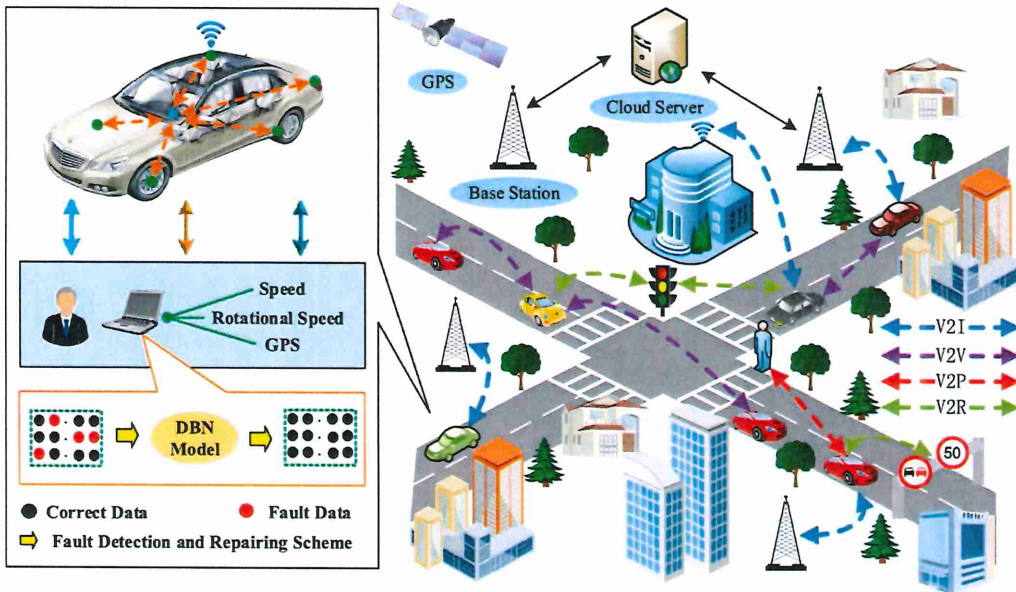 Speed
Rotational Speed
GPS
DBN
Model
Correct Data
Fault Data
Fault Detection and Repairing Scheme
GPS
Cloud Server
Base Station
V2I
V2V
V2P
V2R
50